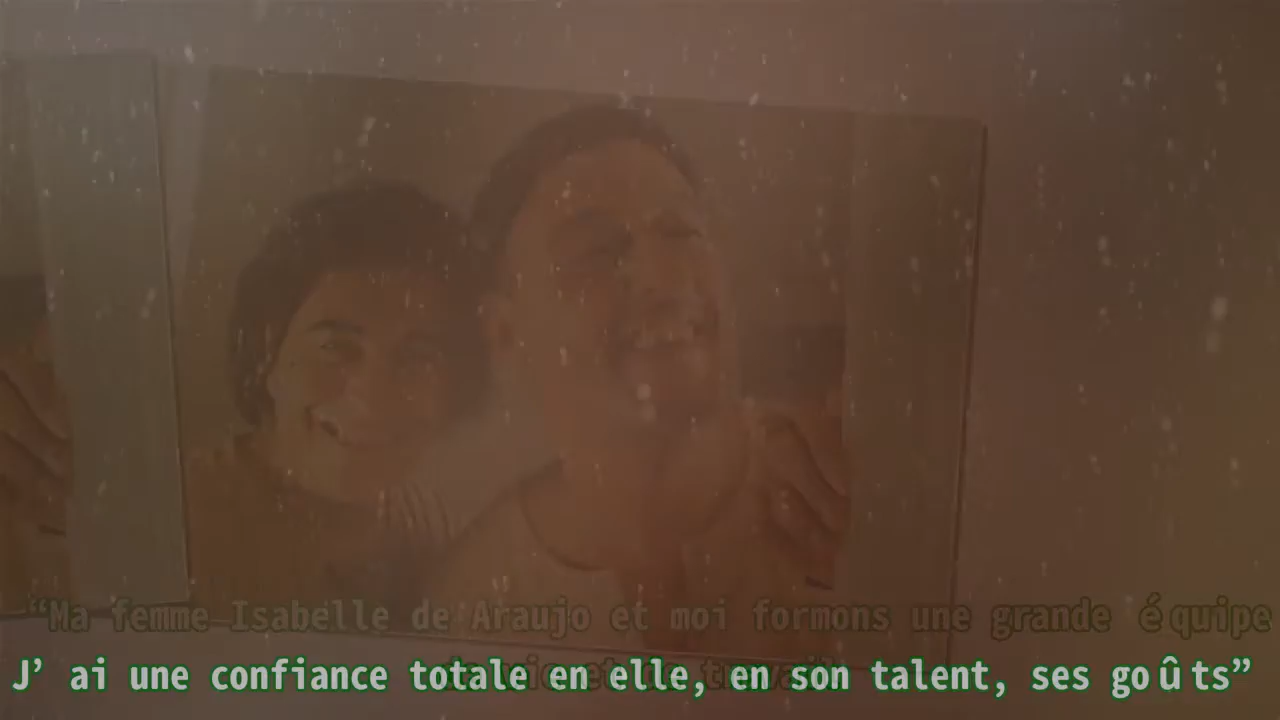 “Ma femme Isabelle de Araujo et moi formons une grande équipe
J’ ai une confiance totale en elle, en son talent, ses goûts”